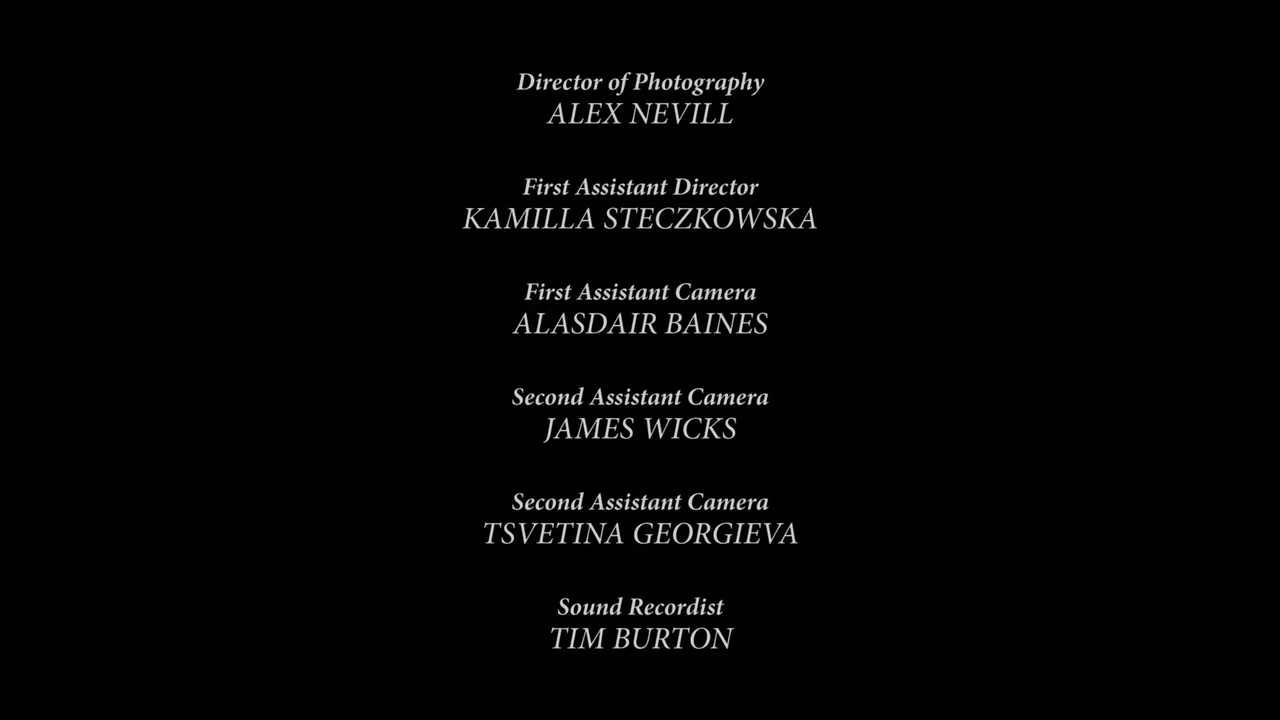 Director of Photography
ALEX NEVILL
First Assistant Director
KAMILLA STECZKOWSKA
First Assistant Camera
ALASDAIR BAINES
Second Assistant Camera
JAMES WICKS
Second Assistant Camera
TSVETINA GEORGIEVA
Sound Recordist
TIM BURTON